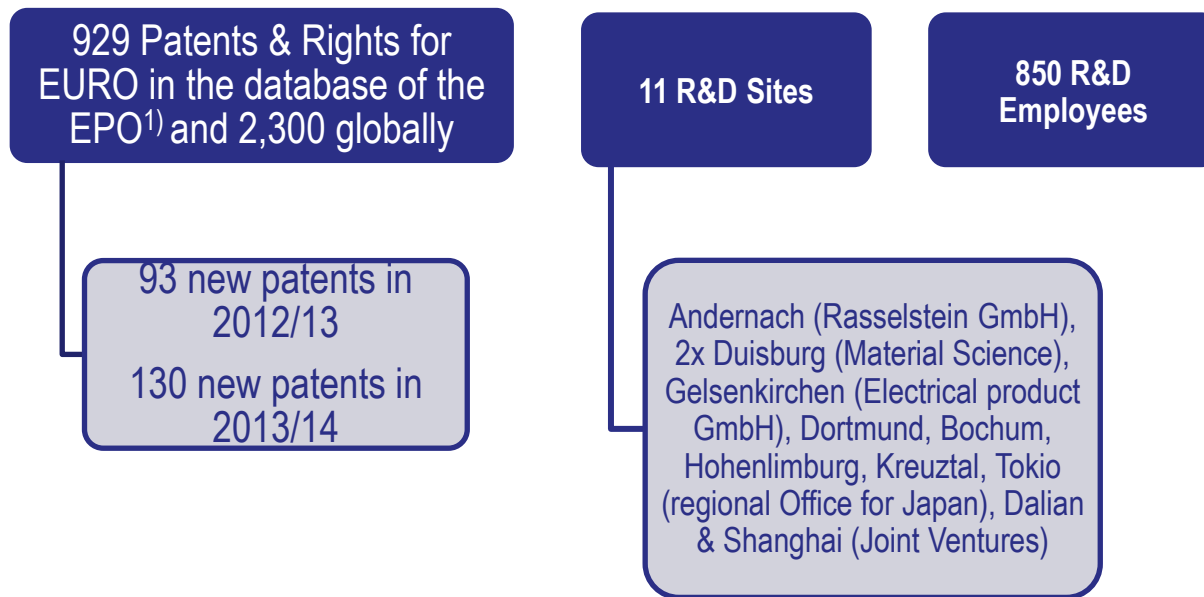 929 Patents & Rights for
EURO in the database of the
EPO1) and 2,300 globally
93 new patents in
2012/13
130 new patents in
2013/14
11 R&D Sites
Andernach (Rasselstein GmbH),
2x Duisburg (Material Science),
Gelsenkirchen (Electrical product
GmbH), Dortmund, Bochum,
Hohenlimburg, Kreuztal, Tokio
(regional Office for Japan), Dalian
& Shanghai (Joint Ventures)
850 R&D
Employees